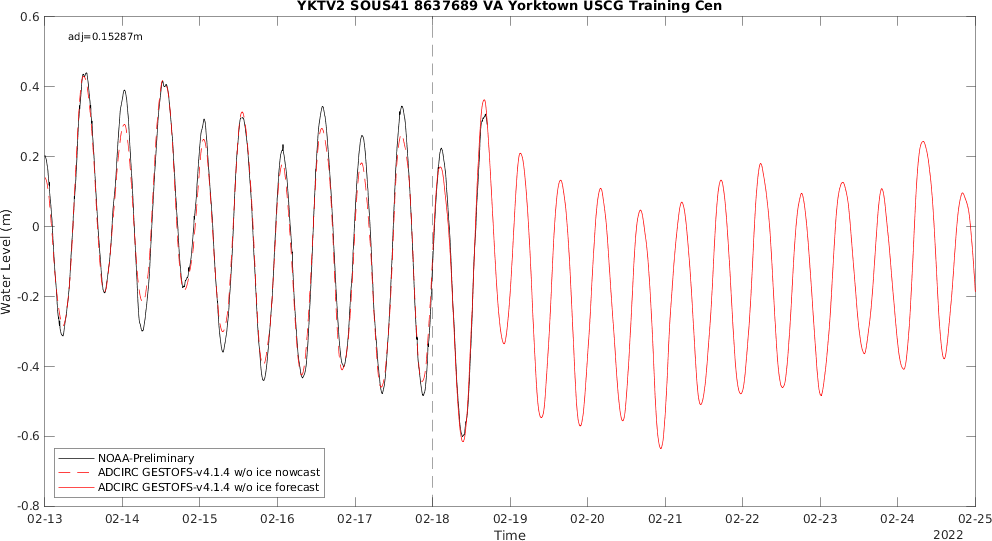 YKTV2 SOUS41 8637689 VA Yorktown USCG Training Cen
adj=0.15287m
0.6
0.4
0.2
0
-0.2
-0.4
-0.6
-0.8
Water Level (m)
NOAA-Preliminary
ADCIRC GESTOFS-v4.1.4 w/o ice nowcast
ADCIRC GESTOFS-v4.1.4 w/o ice forecast
02-13 02-14 02-15 02-16 02-17 02-18 02-19 02-20 02-21 02-22 02-23 02-24 02-25
Time
2022